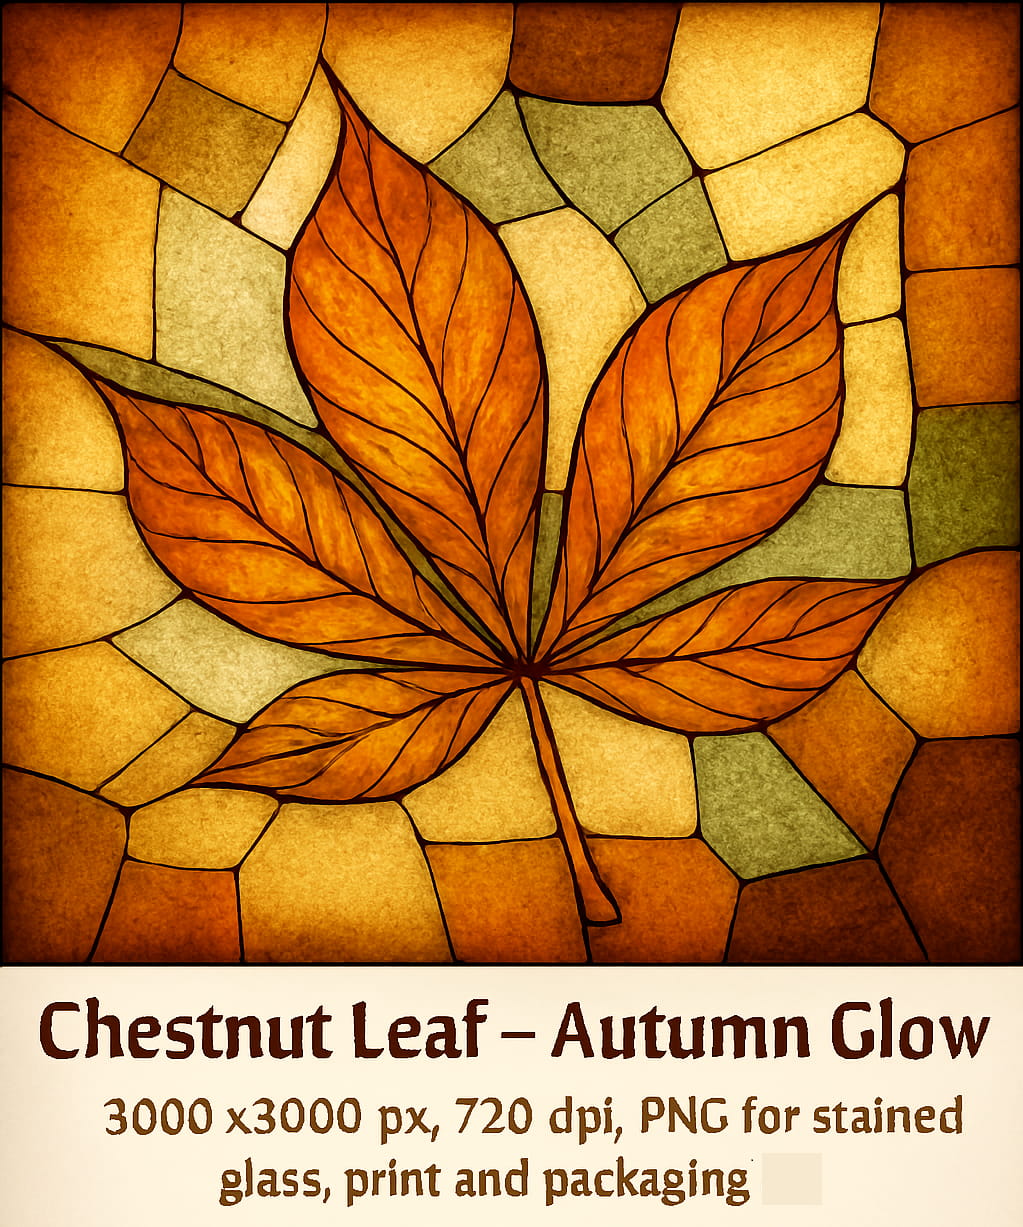 Chestnut Leaf – Autumn Glow
3000 x3000 px, 720 dpi, PNG for stained
glass, print and packaging